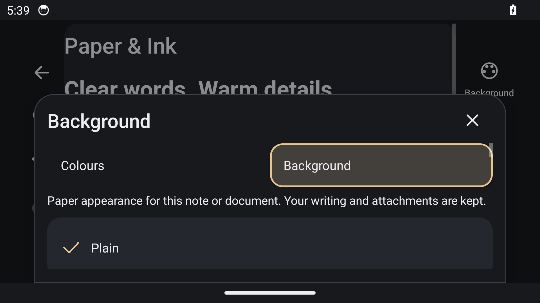 5:39
Paper & Ink
Clear words. Warm details.
Background
Background
Colours
Background
Paper appearance for this note or document. Your writing and attachments are kept.
Plain